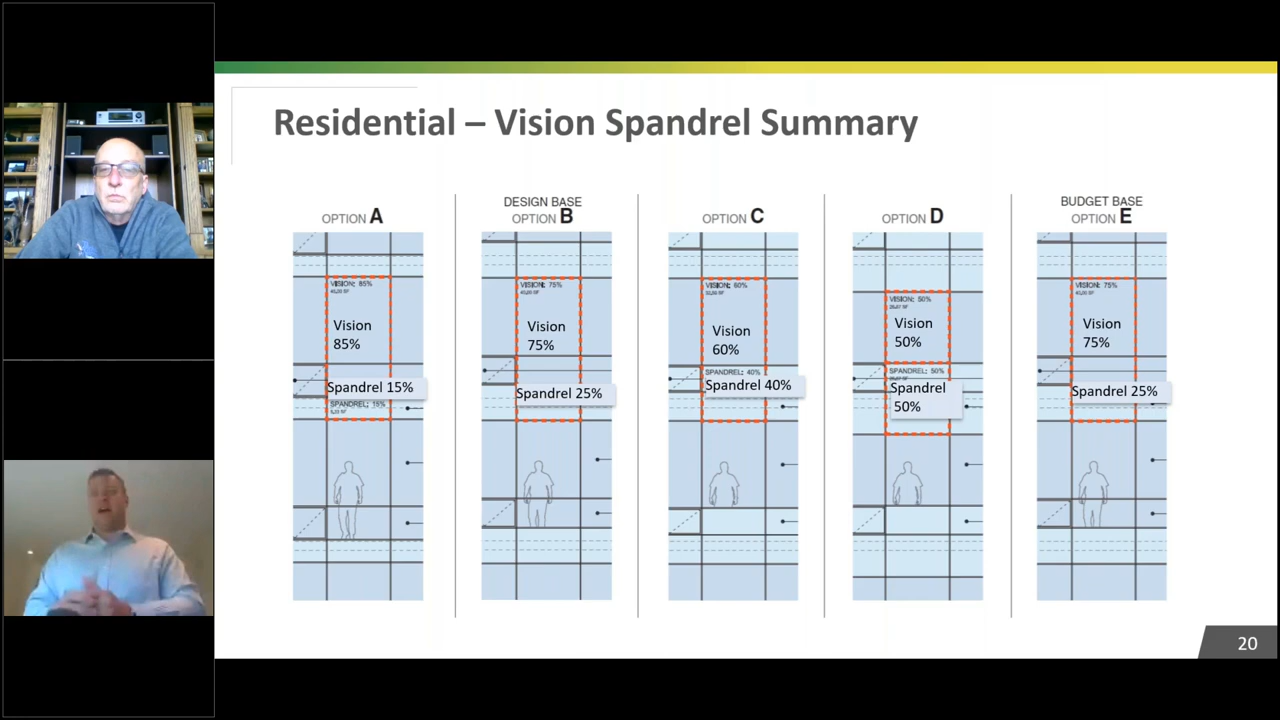 Residential – Vision Spandrel Summary
OPTION A
DESIGN BASE
OPTION B
OPTION C
OPTION D
BUDGET BASE
OPTION E
VISION: 85%
Vision
85%
Spandrel 15%
SPANDREL: 15%
VISION: 75%
Vision
75%
Spandrel 25%
VISION: 60%
Vision
60%
SPANDREL: 40%
Spandrel 40%
VISION: 50%
Vision
50%
SPANDREL: 50%
Spandrel
50%
VISION: 75%
Vision
75%
Spandrel 25%
20